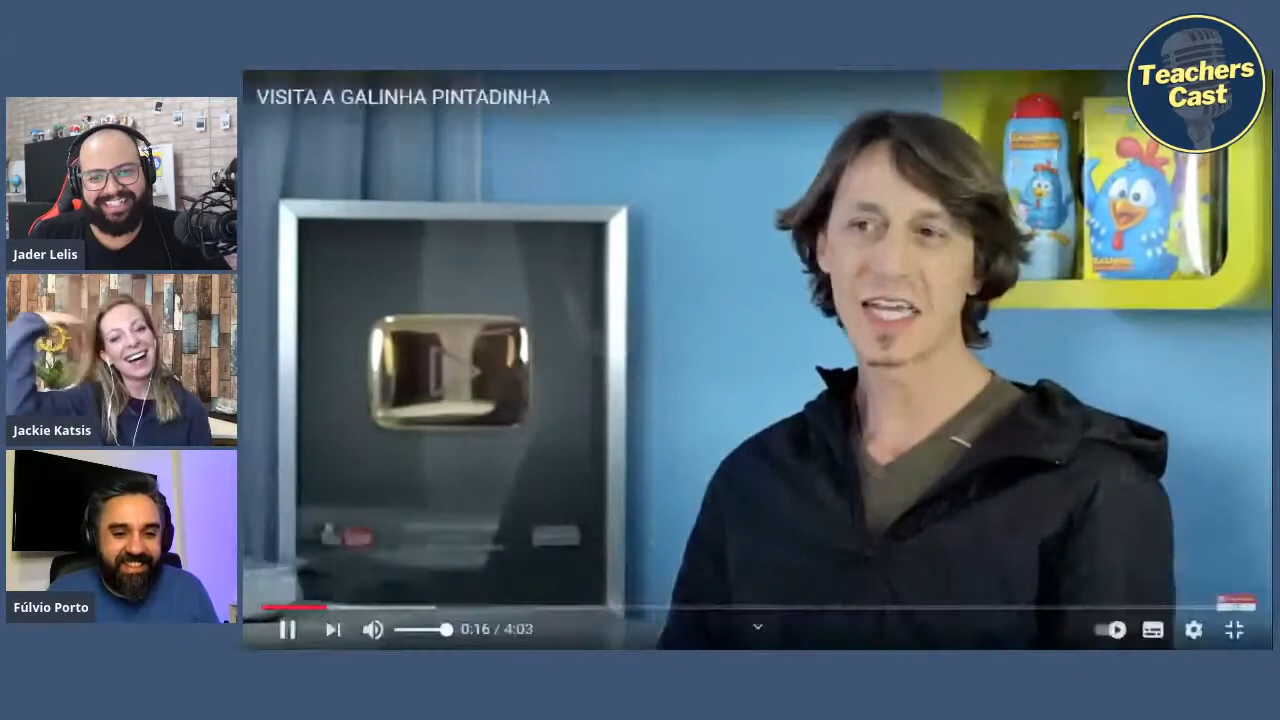 Teachers
Cast
VISITA A GALINHA PINTADINHA
Jader Lelis
Jackie Katsis
Fúlvio Porto
0:16 / 4:03